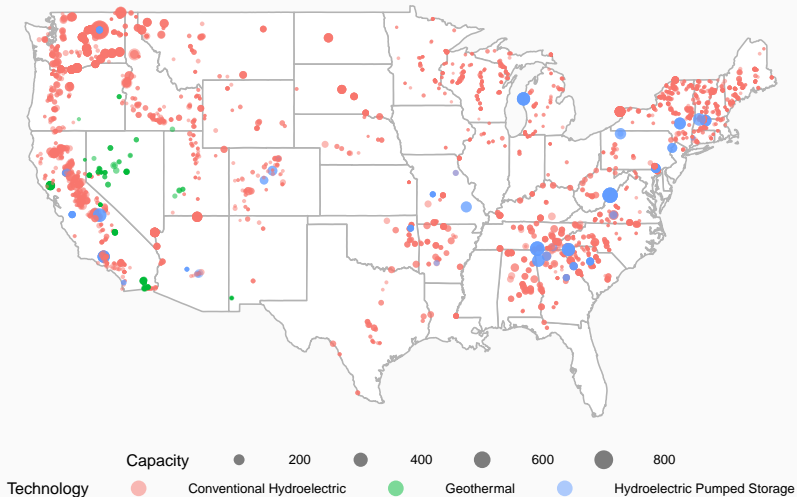 Capacity 200 400 600 800
Technology Conventional Hydroelectric Geothermal Hydroelectric Pumped Storage